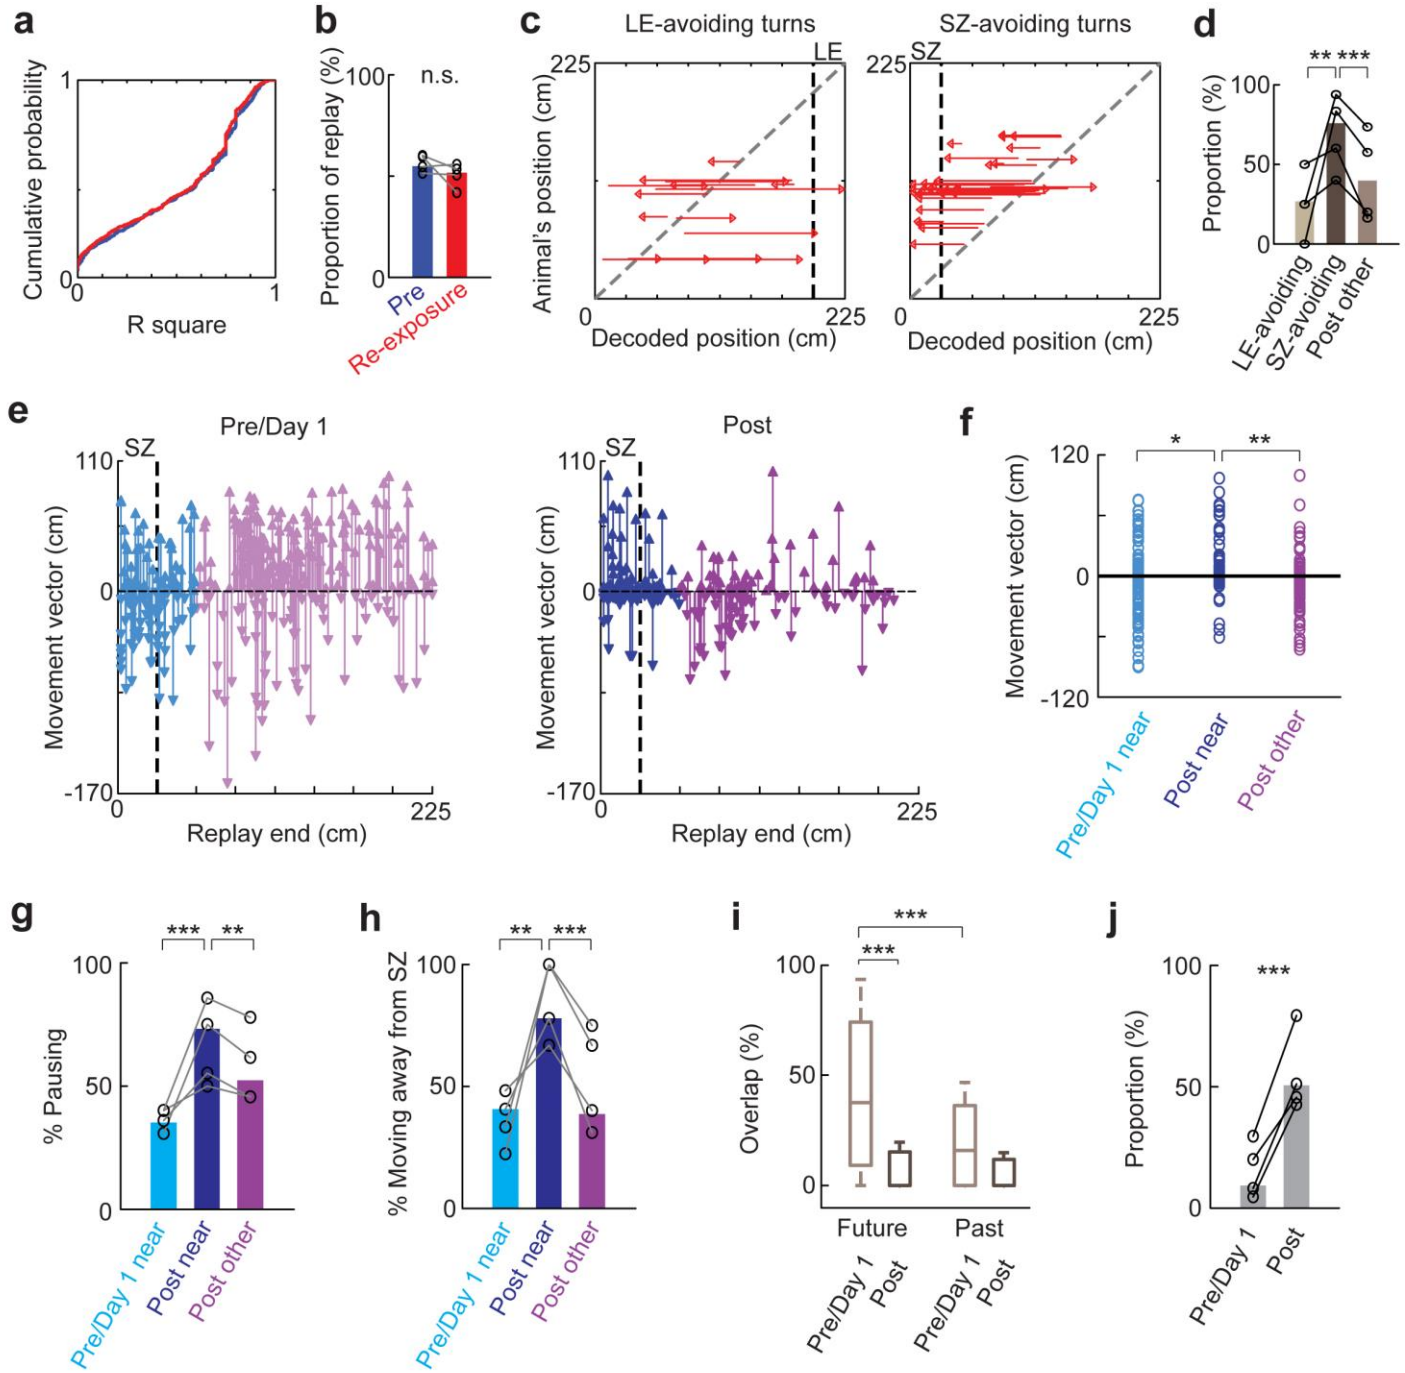 a
Cumulative probability
1
0
0
1
R square
b
Proportion of replay (%)
100
0
n.s.
Pre
Re-exposure
c
LE-avoiding turns
LE
225
Animal's position (cm)
0
225
Decoded position (cm)
SZ-avoiding turns
SZ
225
0
225
Decoded position (cm)
d
** ***
Proportion (%)
100
50
0
LE-avoiding
SZ-avoiding
Post other
e
Pre/Day 1
SZ
110
0
-170
Movement vector (cm)
0
225
Replay end (cm)
Post
SZ
110
0
-170
Movement vector (cm)
0
225
Replay end (cm)
f
* **
Movement vector (cm)
120
0
-120
Pre/Day 1 near
Post near
Post other
g
*** **
% Pausing
100
50
0
Pre/Day 1 near
Post near
Post other
h
** ***
% Moving away from SZ
100
50
0
Pre/Day 1 near
Post near
Post other
i
***
***
Overlap (%)
100
50
0
Future Past
Pre/Day 1
Post
Pre/Day 1
Post
j
***
Proportion (%)
100
50
0
Pre/Day 1
Post